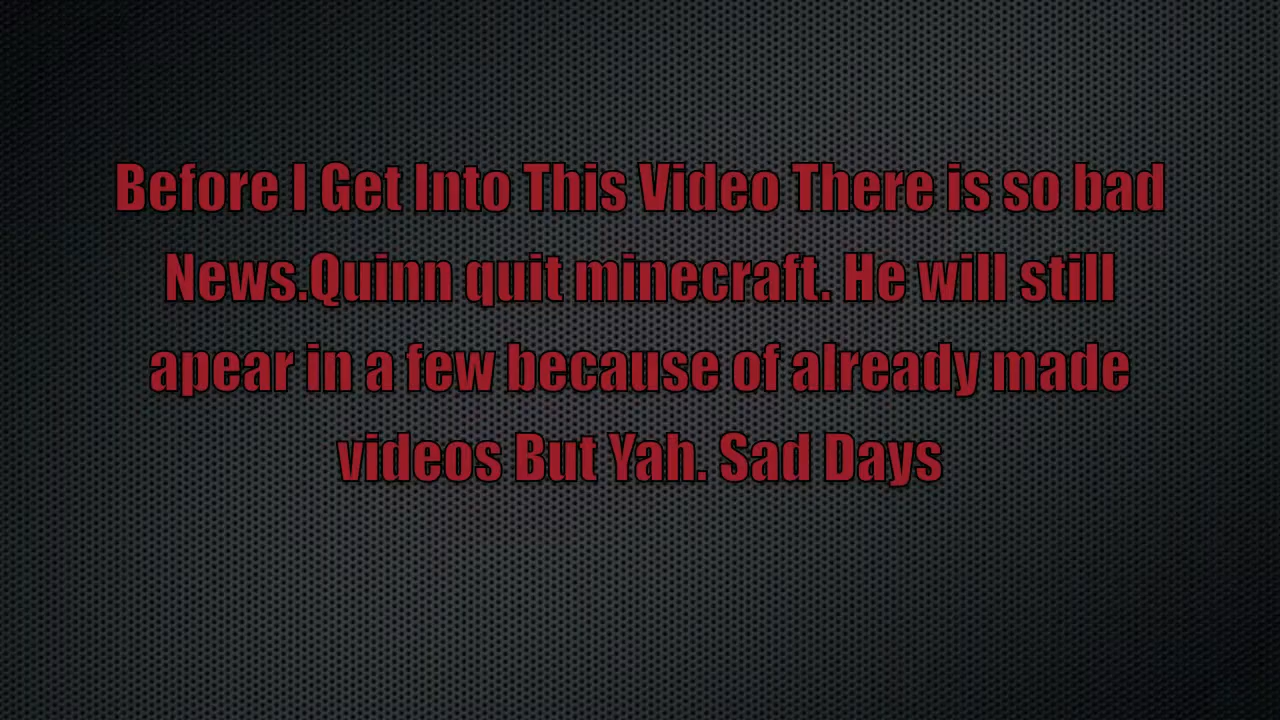 Before I Get Into This Video There is so bad
News.Quinn quit minecraft. He will still
apear in a few because of already made
videos But Yah. Sad Days